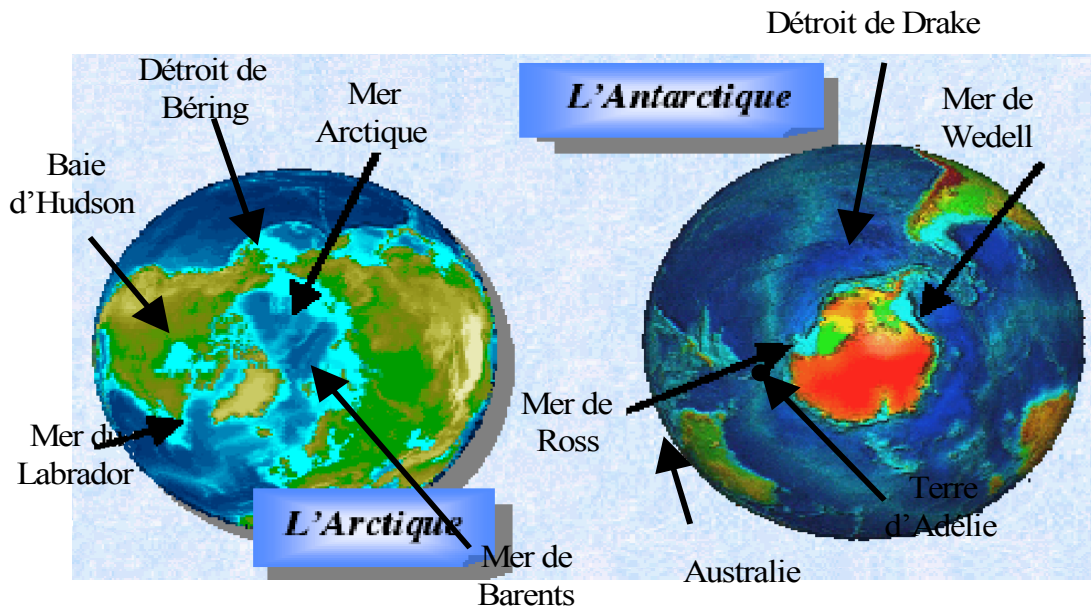 Détroit de Drake
Détroit de
Béring
Mer
Arctique
L'Antarctique
Mer de
Wedell
Baie
d'Hudson
Mer du
Labrador
Mer de
Ross
Terre
d'Adélie
L'Arctique
Mer de
Barents
Australie